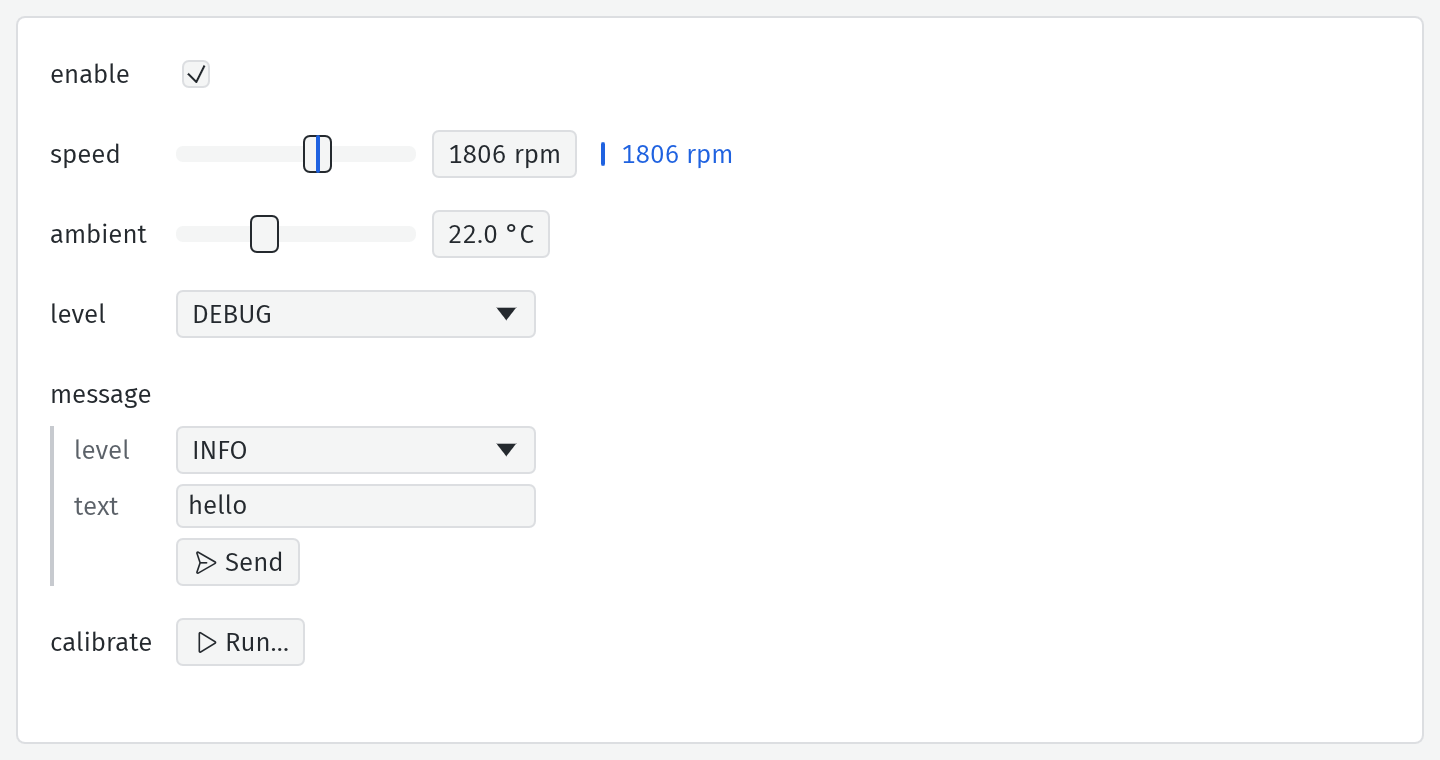 enable
speed 1806 rpm 1806 rpm
ambient 22.0 °C
level DEBUG
message
level INFO
text hello
Send
calibrate Run...